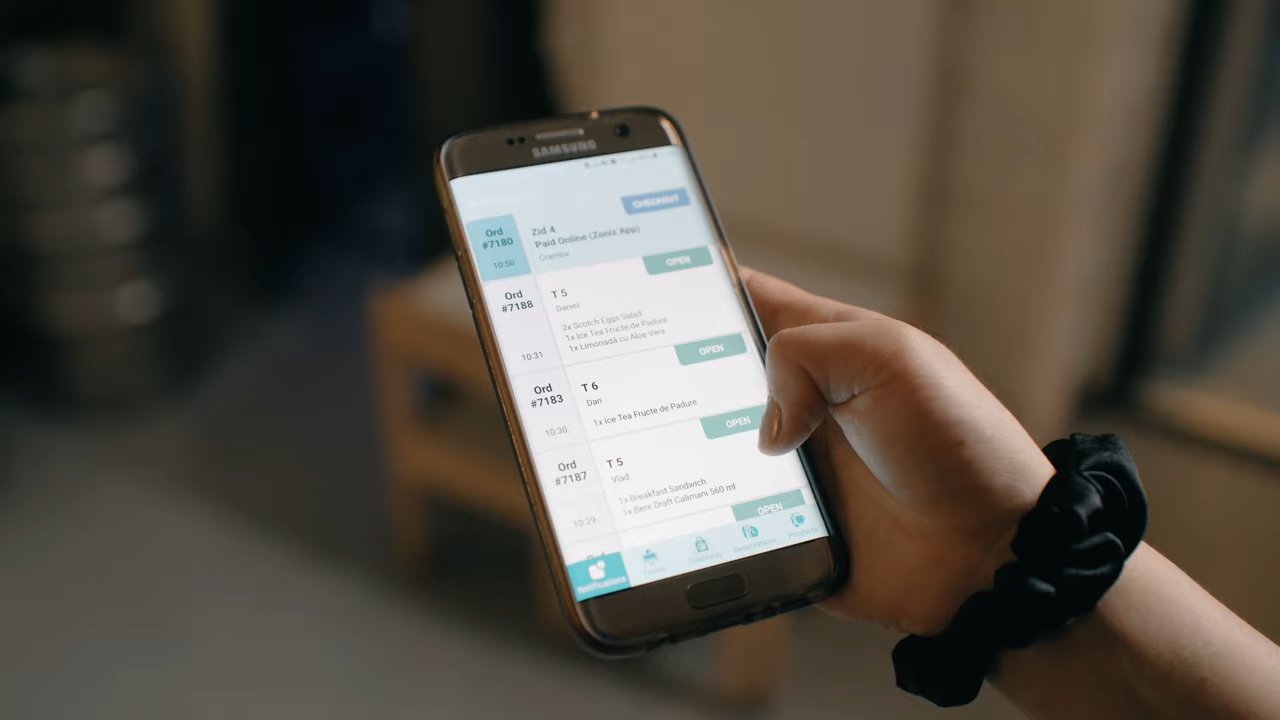 SAMSUNG
CHECKOUT
Ord
#7180
10:50
Zid 4
Paid Online (Zonix App)
OPEN
Ord
#7188
10:31
T 5
Daniel
2x Scotch Eggs Salad
1x Ice Tea Fructe de Padure
1x Limonadă cu Aloe Vera
OPEN
Ord
#7183
10:30
T 6
Dan
1x Ice Tea Fructe de Padure
OPEN
Ord
#7187
10:29
T 5
Vlad
1x Breakfast Sandwich
1x Bere Draft Calimani 560 ml
OPEN
Notifications
Takeaway
Reservations
Products